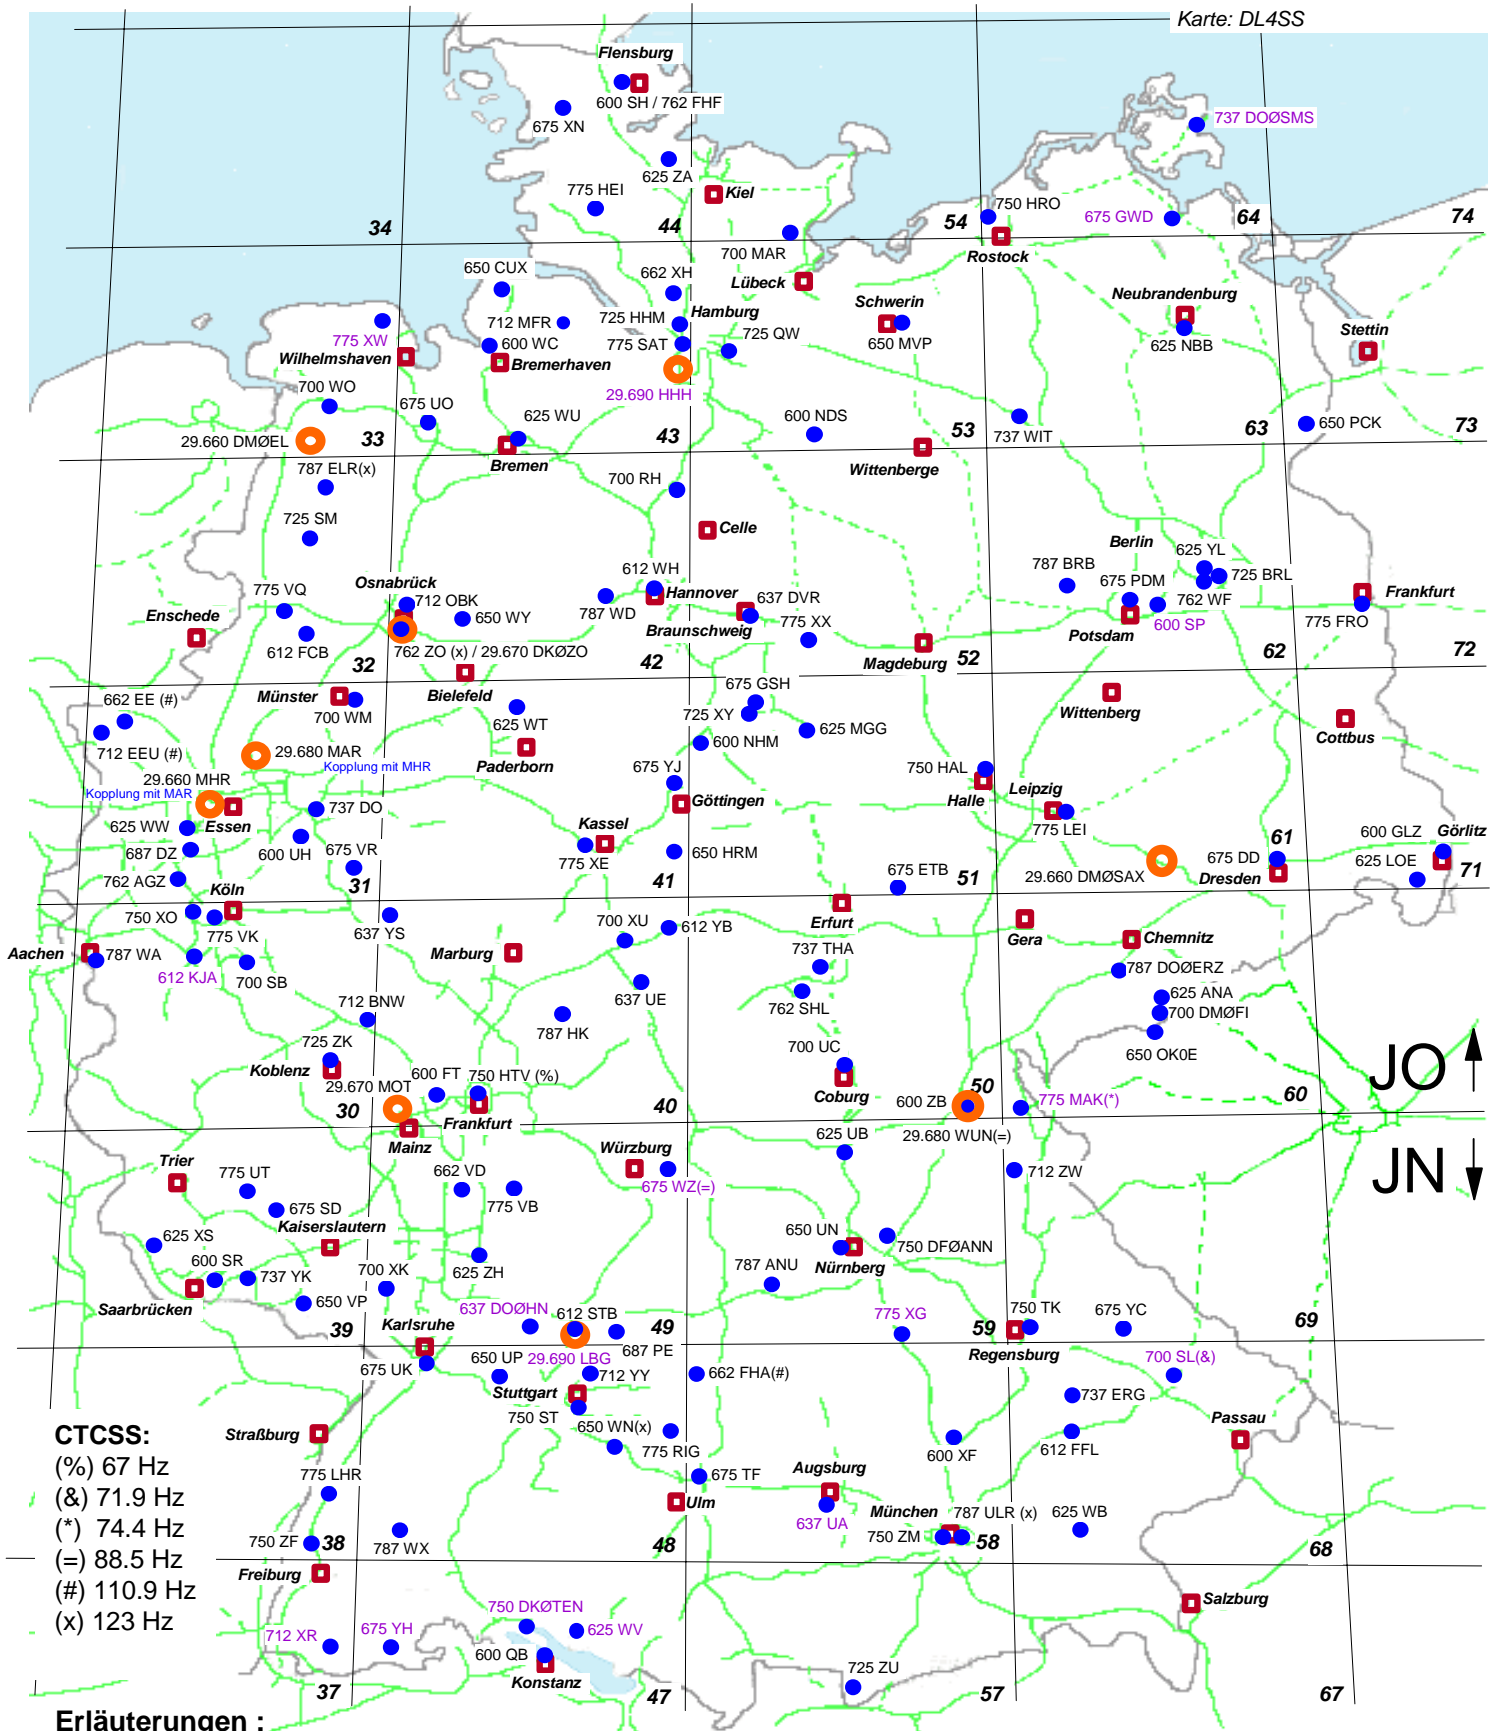 Karte: DL4SS
Flensburg
600 SH / 762 FHF
675 XN
737 DOØSMS
625 ZA
Kiel
775 HEI
34
44
54
750 HRO
675 GWD
64
74
700 MAR
Rostock
650 CUX
662 XH
Lübeck
Schwerin
Neubrandenburg
712 MFR
725 HHM
Hamburg
725 QW
650 MVP
625 NBB
Stettin
775 XW
600 WC
775 SAT
Wilhelmshaven
Bremerhaven
29.690 HHH
700 WO
675 UO
625 WU
600 NDS
737 WIT
650 PCK
29.660 DMØEL
33
43
53
63
73
Bremen
Wittenberge
787 ELR(x)
700 RH
725 SM
Celle
Berlin
625 YL
775 VQ
Osnabrück
612 WH
787 BRB
675 PDM
725 BRL
712 OBK
Hannover
637 DVR
762 WF
Frankfurt
Enschede
650 WY
787 WD
Braunschweig
775 XX
Potsdam
600 SP
775 FRO
612 FCB
762 ZO (x) / 29.670 DKØZO
Magdeburg
32
42
52
62
72
662 EE (#)
Münster
Bielefeld
675 GSH
Wittenberg
700 WM
625 WT
725 XY
625 MGG
Cottbus
712 EEU (#)
29.680 MAR
Kopplung mit MHR
Paderborn
600 NHM
29.660 MHR
Kopplung mit MAR
675 YJ
750 HAL
Göttingen
Halle
Leipzig
737 DO
625 WW
Essen
Kassel
775 LEI
687 DZ
600 UH
675 VR
775 XE
650 HRM
61
600 GLZ
Görlitz
762 AGZ
31
41
675 ETB
51
29.660 DMØSAX
675 DD
Dresden
625 LOE
71
Köln
750 XO
775 VK
637 YS
700 XU
612 YB
Erfurt
Gera
Chemnitz
Aachen
787 WA
612 KJA
700 SB
Marburg
737 THA
787 DOØERZ
637 UE
762 SHL
625 ANA
700 DMØFI
712 BNW
787 HK
650 OK0E
725 ZK
700 UC
JO
Koblenz
29.670 MOT
600 FT
750 HTV (%)
Coburg
600 ZB
50
775 MAK(*)
60
30
40
Frankfurt
29.680 WUN(=)
Mainz
625 UB
Trier
Würzburg
712 ZW
JN
775 UT
662 VD
775 VB
675 WZ(=)
675 SD
Kaiserslautern
625 XS
650 UN
750 DFØANN
600 SR
737 YK
700 XK
625 ZH
787 ANU
Nürnberg
Saarbrücken
650 VP
637 DOØHN
612 STB
775 XG
750 TK
675 YC
39
Karlsruhe
49
687 PE
59
69
Regensburg
675 UK
650 UP
29.690 LBG
712 YY
662 FHA(#)
700 SL(&)
Stuttgart
737 ERG
750 ST
650 WN(x)
CTCSS:
Straßburg
775 RIG
600 XF
612 FFL
Passau
(%) 67 Hz
775 LHR
675 TF
Augsburg
(&) 71.9 Hz
Ulm
637 UA
München
787 ULR (x)
625 WB
(*) 74.4 Hz
750 ZF
38
787 WX
48
750 ZM
58
68
(=) 88.5 Hz
Freiburg
(#) 110.9 Hz
Salzburg
(x) 123 Hz
750 DKØTEN
712 XR
675 YH
625 WV
600 QB
Konstanz
725 ZU
37
47
57
67
Erläuterungen :